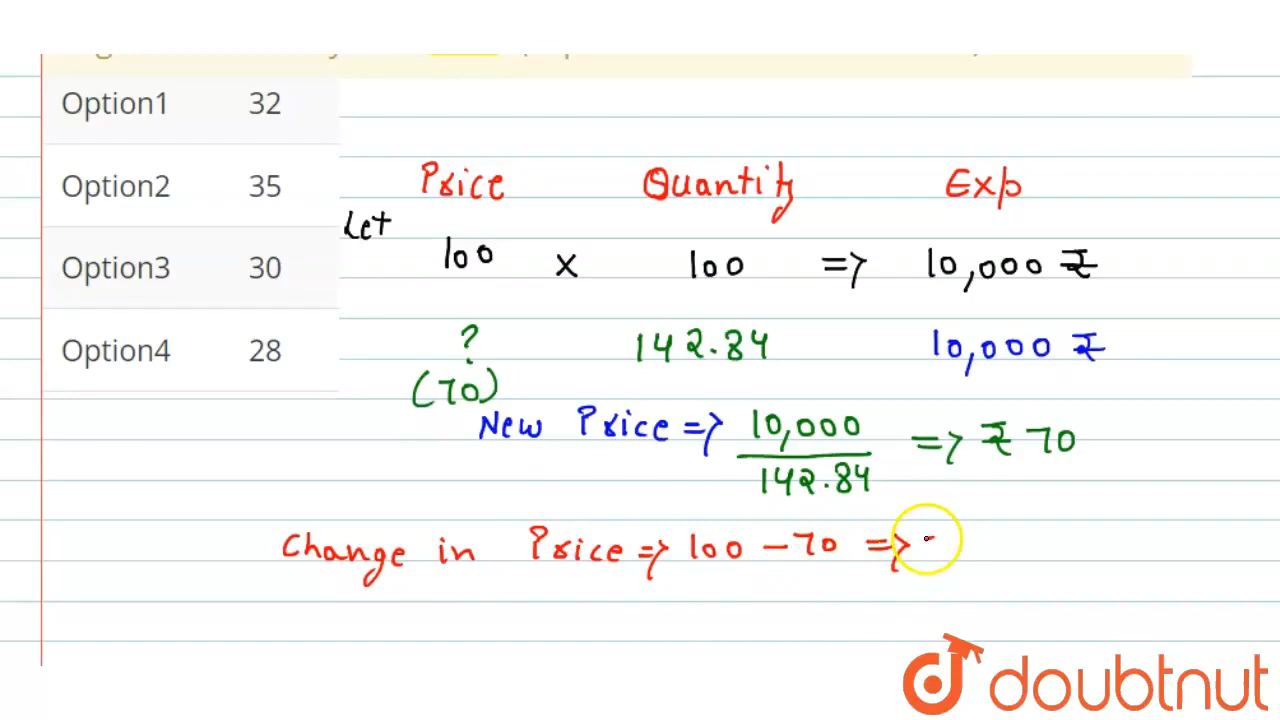 Option1 32
Option2 35
Option3 30
Option4 28
Price Quantity Exp
Let
100 x 100 => 10,000 ₹
? 142.84 10,000 ₹
(70)
New Price => 10,000 / 142.84 => ₹ 70
Change in Price => 100 - 70 =>
doubtnut